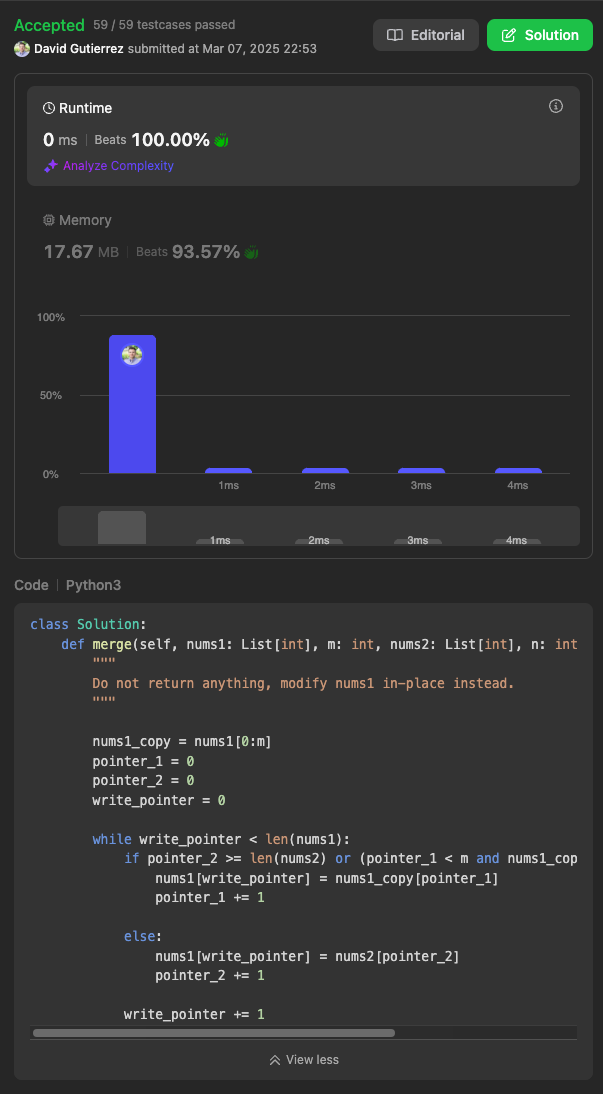 Accepted 59 / 59 testcases passed
David Gutierrez submitted at Mar 07, 2025 22:53
Editorial
Solution
Runtime
0 ms | Beats 100.00%
Analyze Complexity
Memory
17.67 MB | Beats 93.57%
100%
50%
0%
1ms 2ms 3ms 4ms
1ms 2ms 3ms 4ms
Code | Python3
class Solution:
    def merge(self, nums1: List[int], m: int, nums2: List[int], n: int
        """
        Do not return anything, modify nums1 in-place instead.
        """
        nums1_copy = nums1[0:m]
        pointer_1 = 0
        pointer_2 = 0
        write_pointer = 0
        while write_pointer < len(nums1):
            if pointer_2 >= len(nums2) or (pointer_1 < m and nums1_cop
                nums1[write_pointer] = nums1_copy[pointer_1]
                pointer_1 += 1
            else:
                nums1[write_pointer] = nums2[pointer_2]
                pointer_2 += 1
            write_pointer += 1
View less